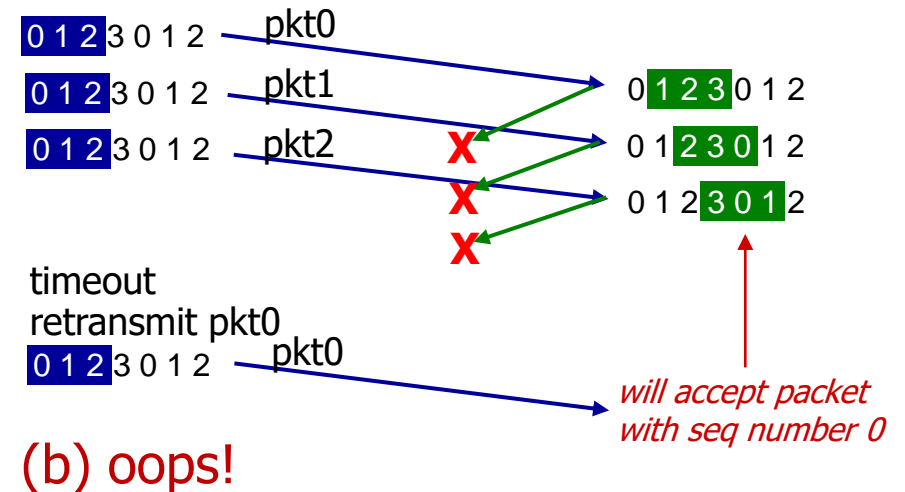 0 1 2 3 0 1 2 pkt0
0 1 2 3 0 1 2
0 1 2 3 0 1 2 pkt1
X 0 1 2 3 0 1 2
0 1 2 3 0 1 2 pkt2
X 0 1 2 3 0 1 2
X
timeout
retransmit pkt0
0 1 2 3 0 1 2 pkt0
will accept packet
with seq number 0
(b) oops!